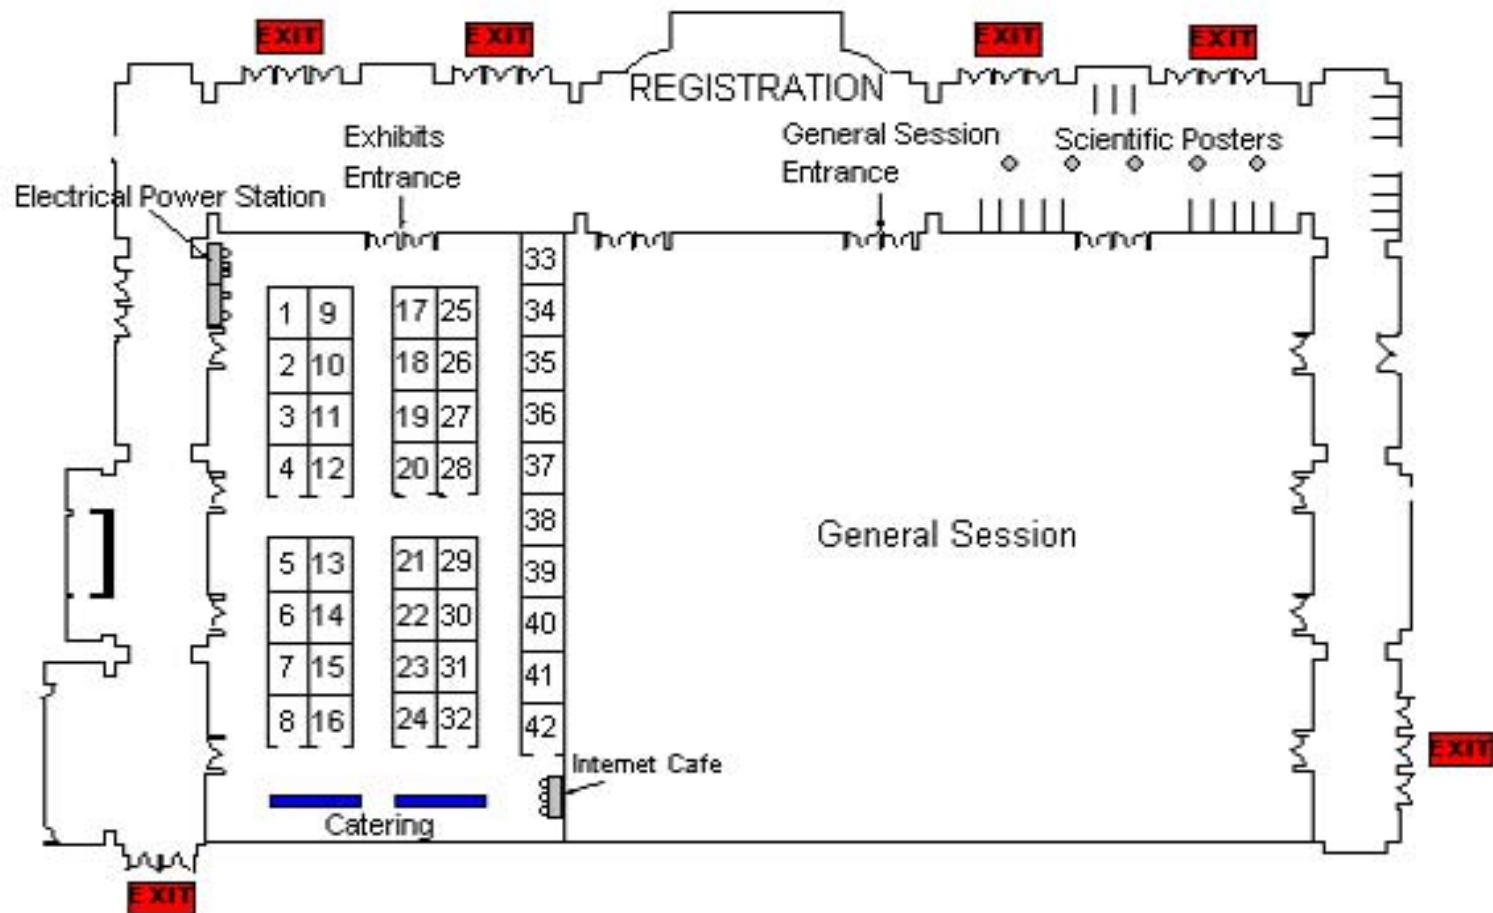 EXIT
EXIT
EXIT
EXIT
REGISTRATION
Exhibits
Entrance
General Session
Entrance
Scientific Posters
Electrical Power Station
33
1 9 17 25 34
2 10 18 26 35
3 11 19 27 36
4 12 20 28 37
38
5 13 21 29 39
6 14 22 30 40
7 15 23 31 41
8 16 24 32 42
General Session
EXIT
Internet Cafe
Catering
EXIT